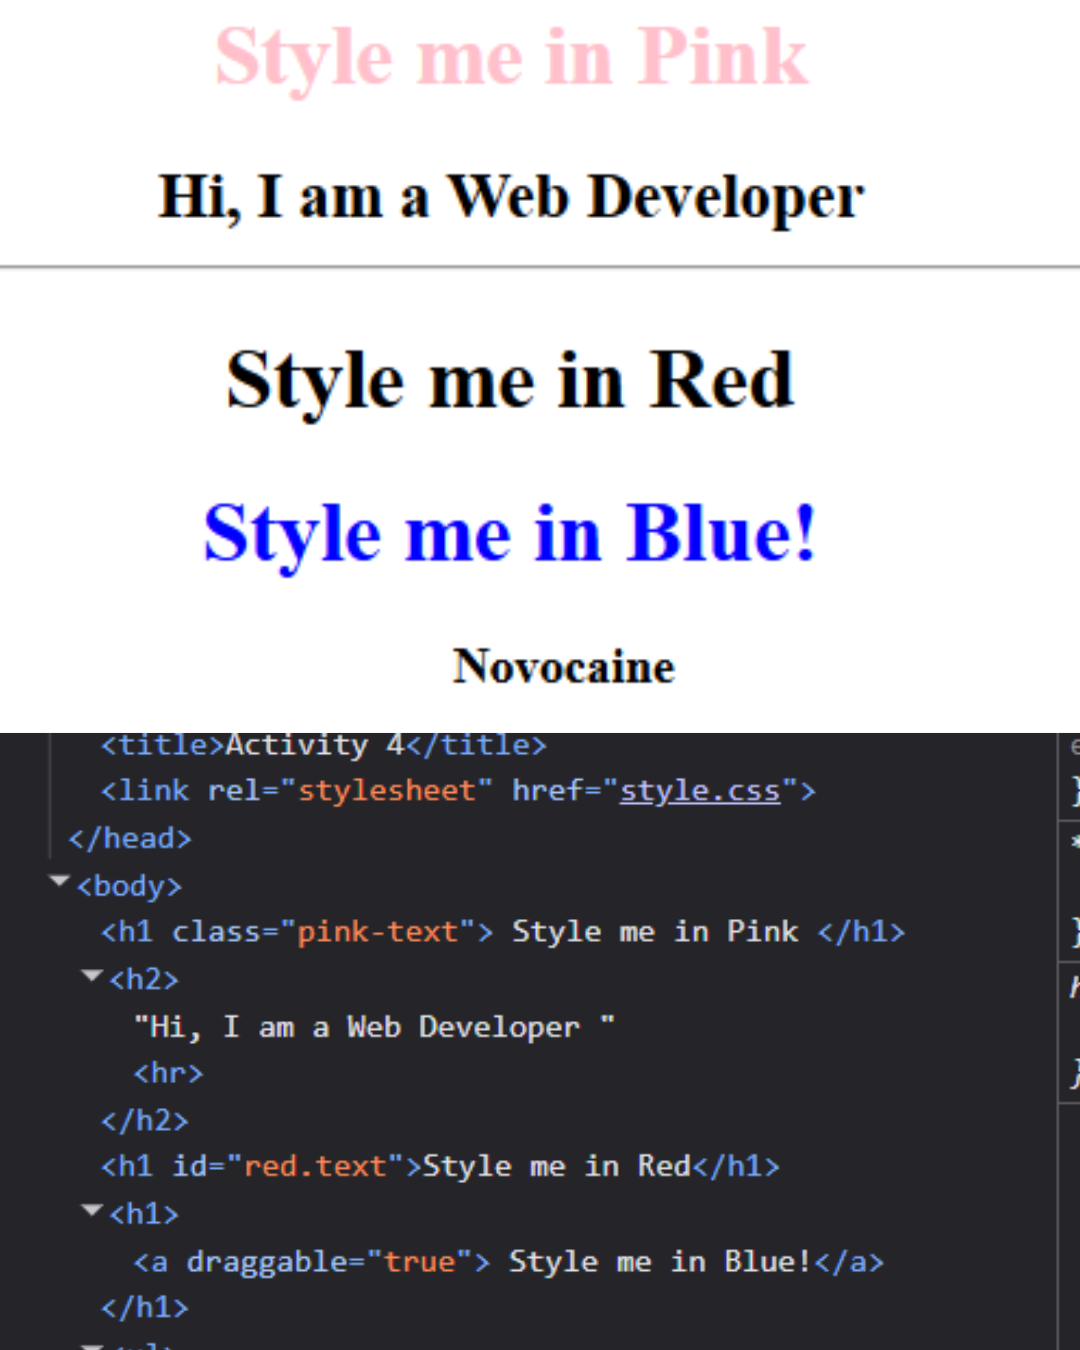 Style me in Pink
Hi, I am a Web Developer
Style me in Red
Style me in Blue!
Novocaine
<title>Activity 4</title>
<link rel="stylesheet" href="style.css">
</head>
<body>
<h1 class="pink-text"> Style me in Pink </h1>
<h2>
"Hi, I am a Web Developer "
<hr>
</h2>
<h1 id="red.text">Style me in Red</h1>
<h1>
<a draggable="true"> Style me in Blue!</a>
</h1>